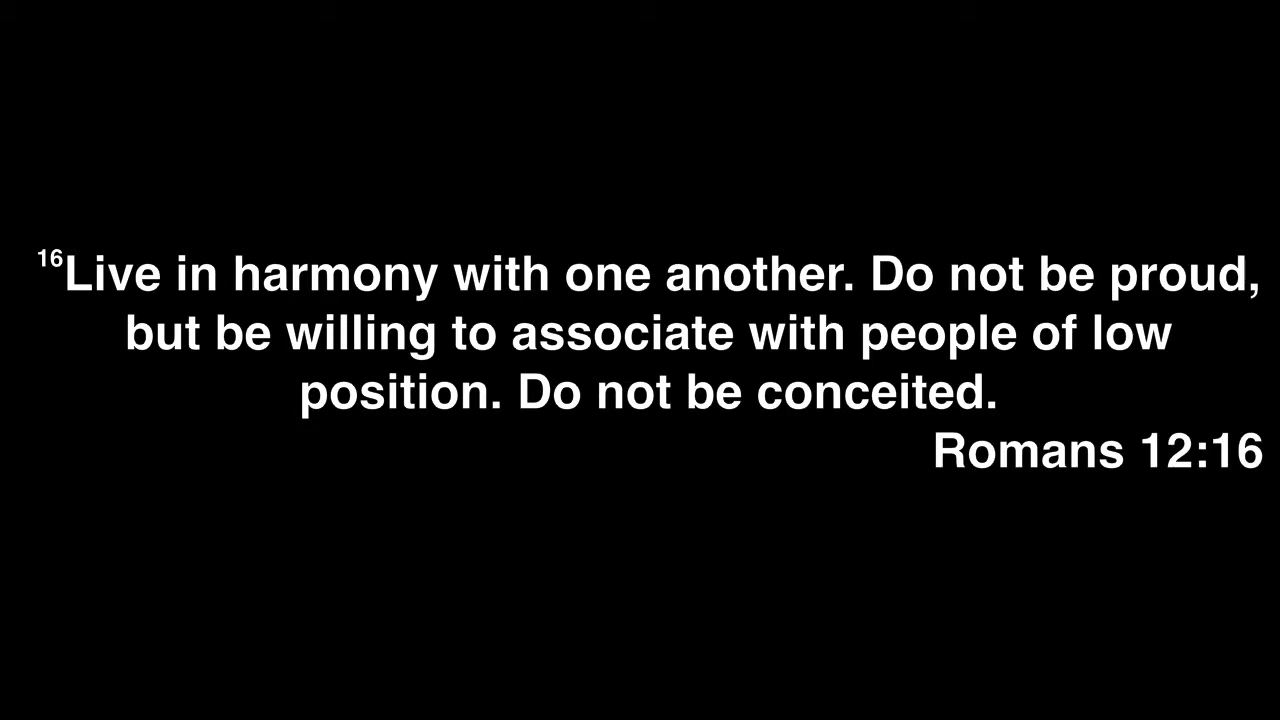 16Live in harmony with one another. Do not be proud,
but be willing to associate with people of low
position. Do not be conceited.
Romans 12:16